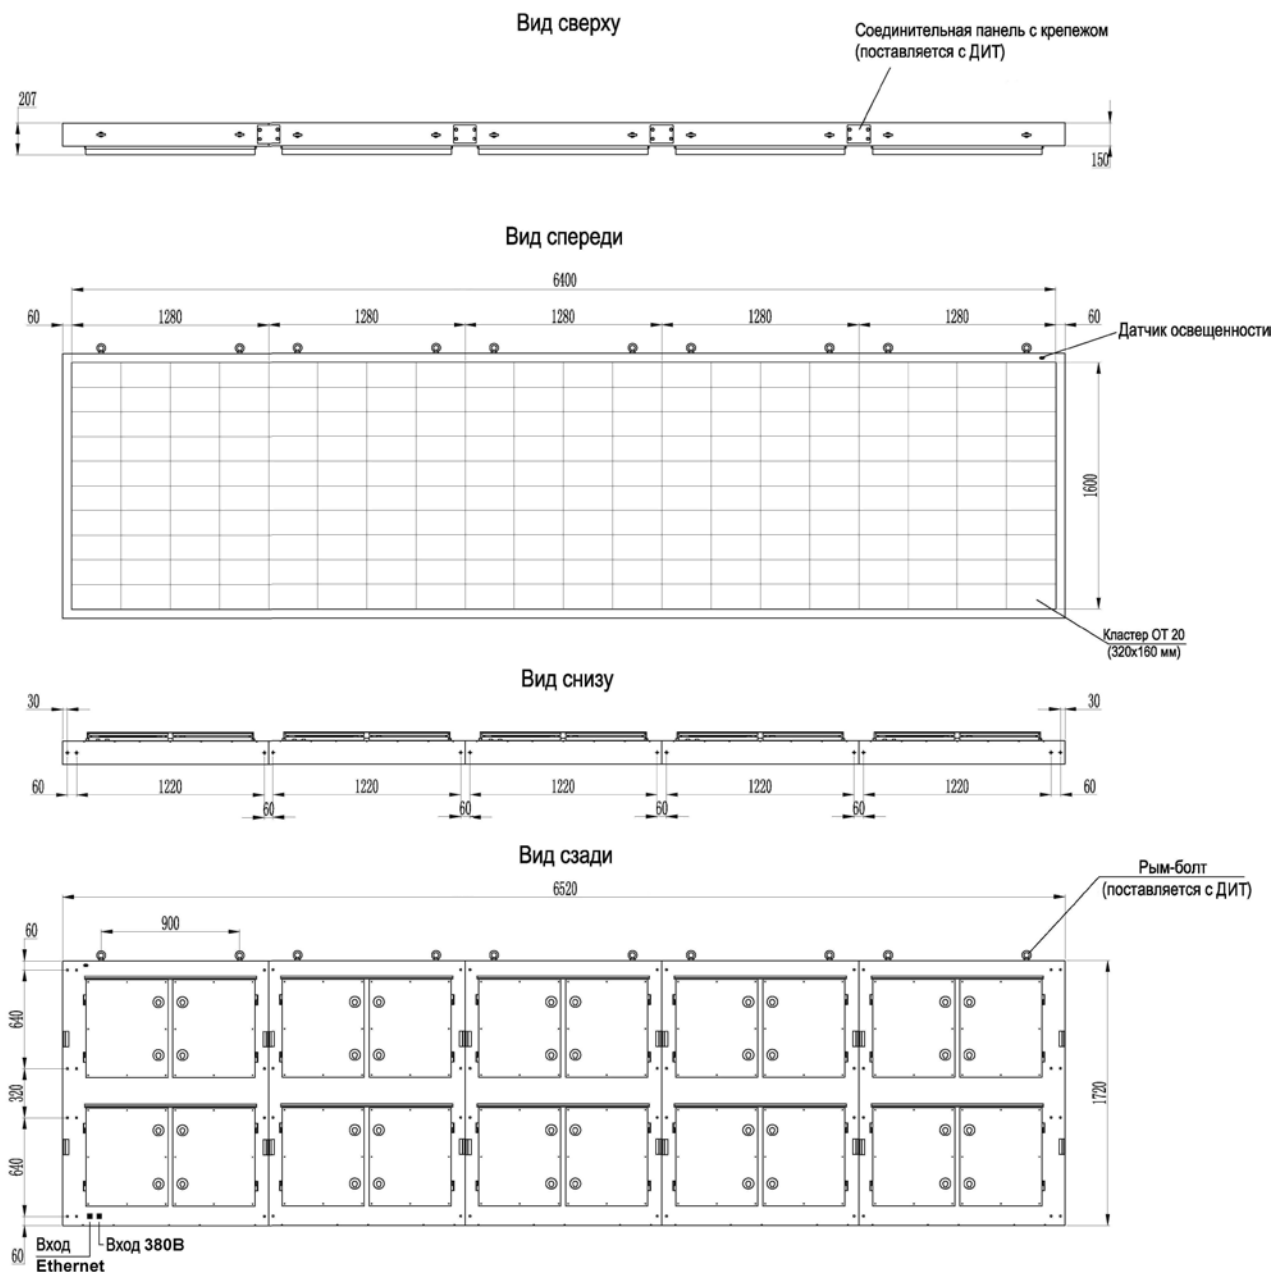 Вид сверху
Соединительная панель с крепежом
(поставляется с ДИТ)
207
150
Вид спереди
6400
60
1280
1280
1280
1280
1280
60
Датчик освещенности
1600
Кластер ОТ 20
(320х160 мм)
Вид снизу
30
30
60
1220
1220
1220
1220
1220
60
60
60
60
60
Вид сзади
6520
Рым-болт
(поставляется с ДИТ)
900
60
640
320
640
60
1720
Вход
Ethernet
Вход 380В